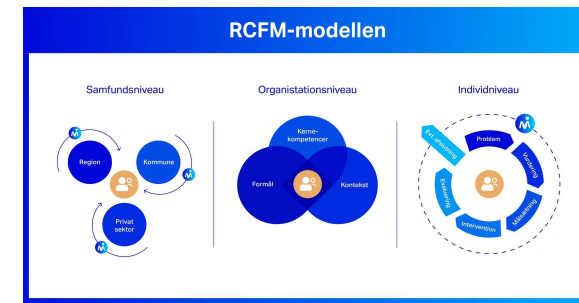 RCFM-modellen
Samfundsniveau
Region
Kommune
Privat
sektor
Organistationsniveau
Kerne-
kompetencer
Formål
Kontekst
Individniveau
Problem
Vurdering
Målsætning
Intervention
Evaluering
Evt. afslutning